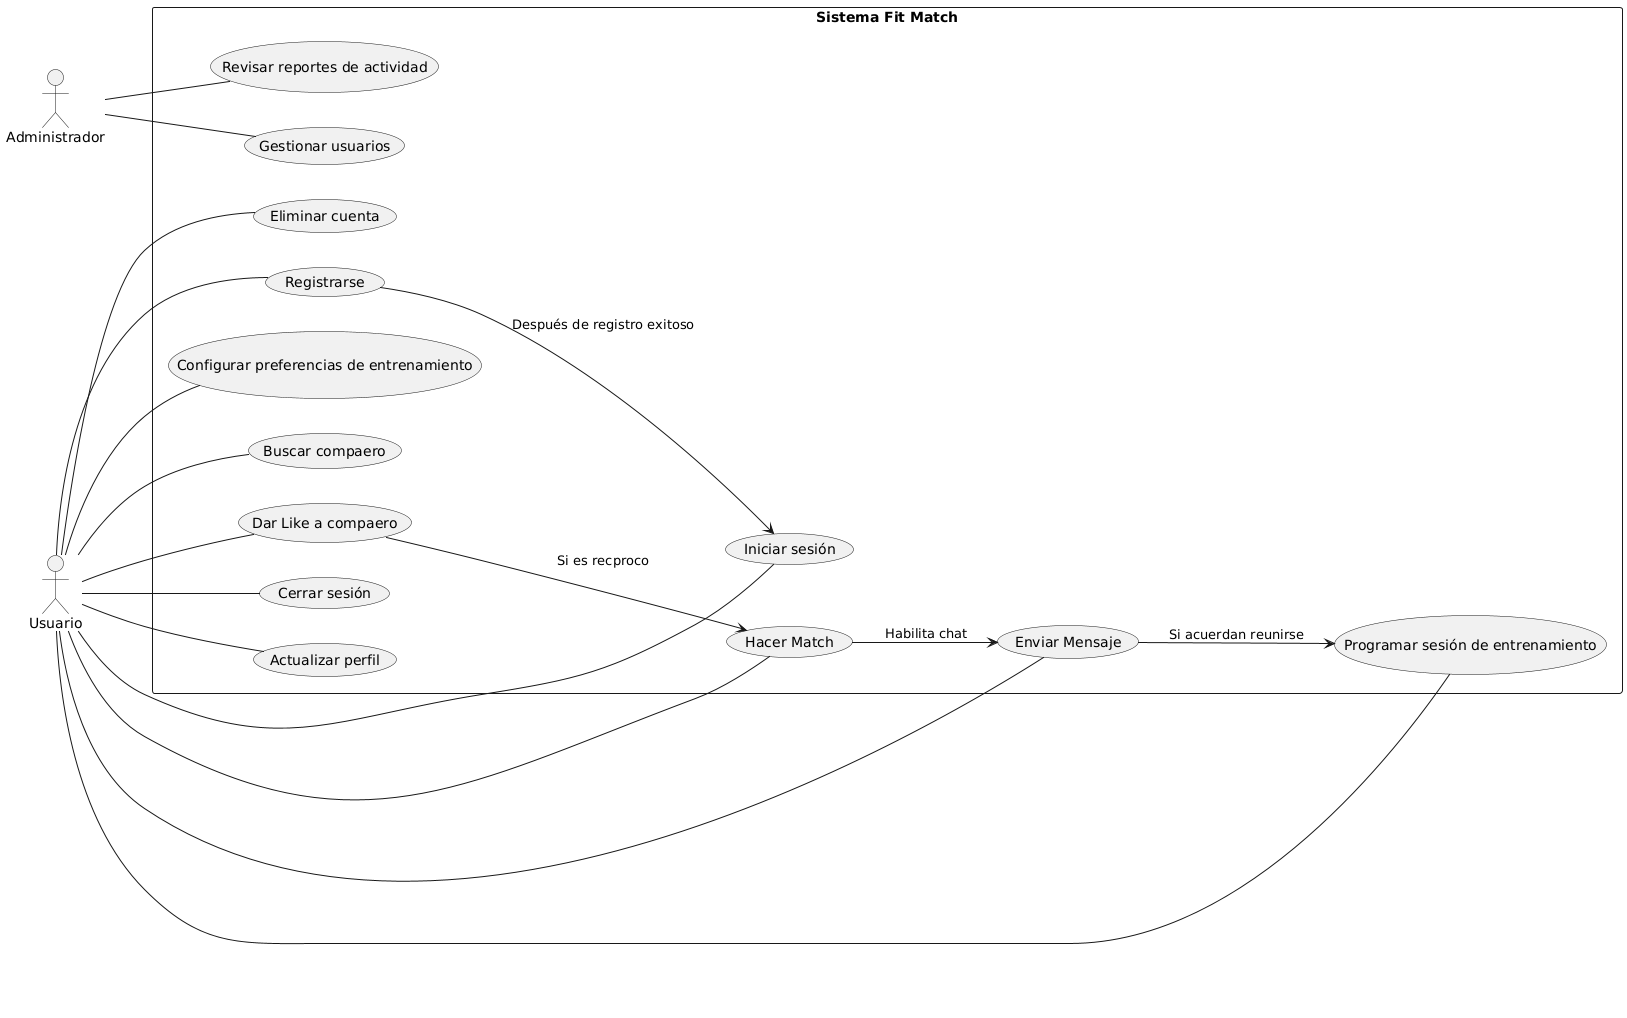 Sistema Fit Match
Revisar reportes de actividad
Administrador
Gestionar usuarios
Eliminar cuenta
Registrarse
Después de registro exitoso
Configurar preferencias de entrenamiento
Buscar compaero
Dar Like a compaero
Iniciar sesión
Si es recproco
Cerrar sesión
Usuario
Hacer Match
Habilita chat
Enviar Mensaje
Si acuerdan reunirse
Programar sesión de entrenamiento
Actualizar perfil